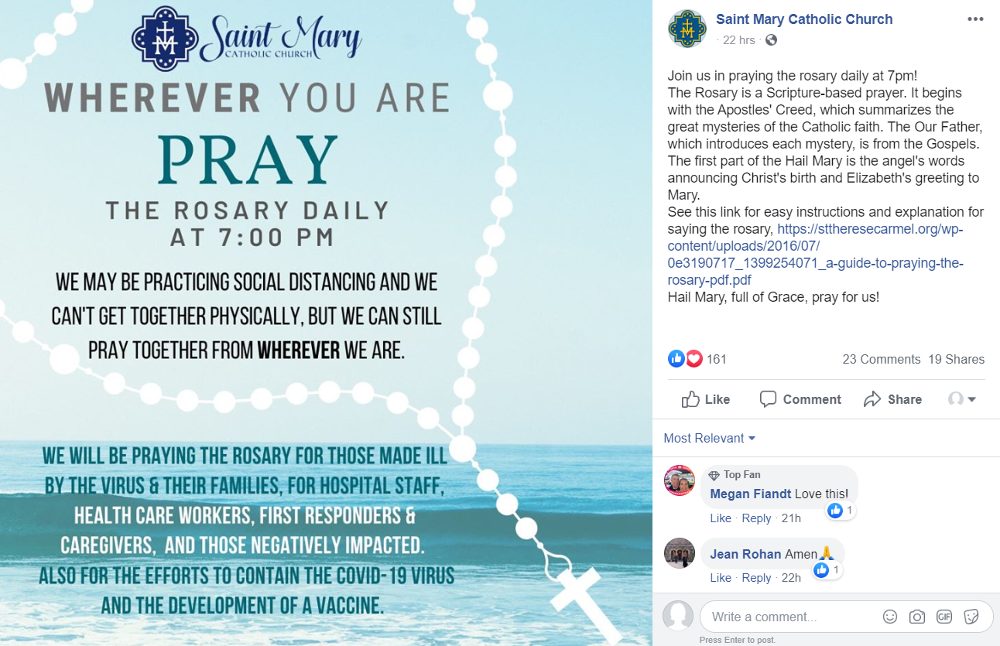 Saint Mary
CATHOLIC CHURCH
WHEREVER YOU ARE
PRAY
THE ROSARY DAILY
AT 7:00 PM
WE MAY BE PRACTICING SOCIAL DISTANCING AND WE
CAN'T GET TOGETHER PHYSICALLY, BUT WE CAN STILL
PRAY TOGETHER FROM WHEREVER WE ARE.
WE WILL BE PRAYING THE ROSARY FOR THOSE MADE ILL
BY THE VIRUS & THEIR FAMILIES, FOR HOSPITAL STAFF,
HEALTH CARE WORKERS, FIRST RESPONDERS &
CAREGIVERS, AND THOSE NEGATIVELY IMPACTED.
ALSO FOR THE EFFORTS TO CONTAIN THE COVID-19 VIRUS
AND THE DEVELOPMENT OF A VACCINE.
Saint Mary Catholic Church
· 22 hrs ·
Join us in praying the rosary daily at 7pm!
The Rosary is a Scripture-based prayer. It begins
with the Apostles' Creed, which summarizes the
great mysteries of the Catholic faith. The Our Father,
which introduces each mystery, is from the Gospels.
The first part of the Hail Mary is the angel's words
announcing Christ's birth and Elizabeth's greeting to
Mary.
See this link for easy instructions and explanation for
saying the rosary, https://sttheresecarmel.org/wp-
content/uploads/2016/07/
0e3190717_1399254071_a-guide-to-praying-the-
rosary-pdf.pdf
Hail Mary, full of Grace, pray for us!
161 23 Comments 19 Shares
Like Comment Share
Most Relevant
Top Fan
Megan Fiandt Love this!
1
Like · Reply · 21h
Jean Rohan Amen🙏
1
Like · Reply · 22h
Write a comment...
GIF
Press Enter to post.